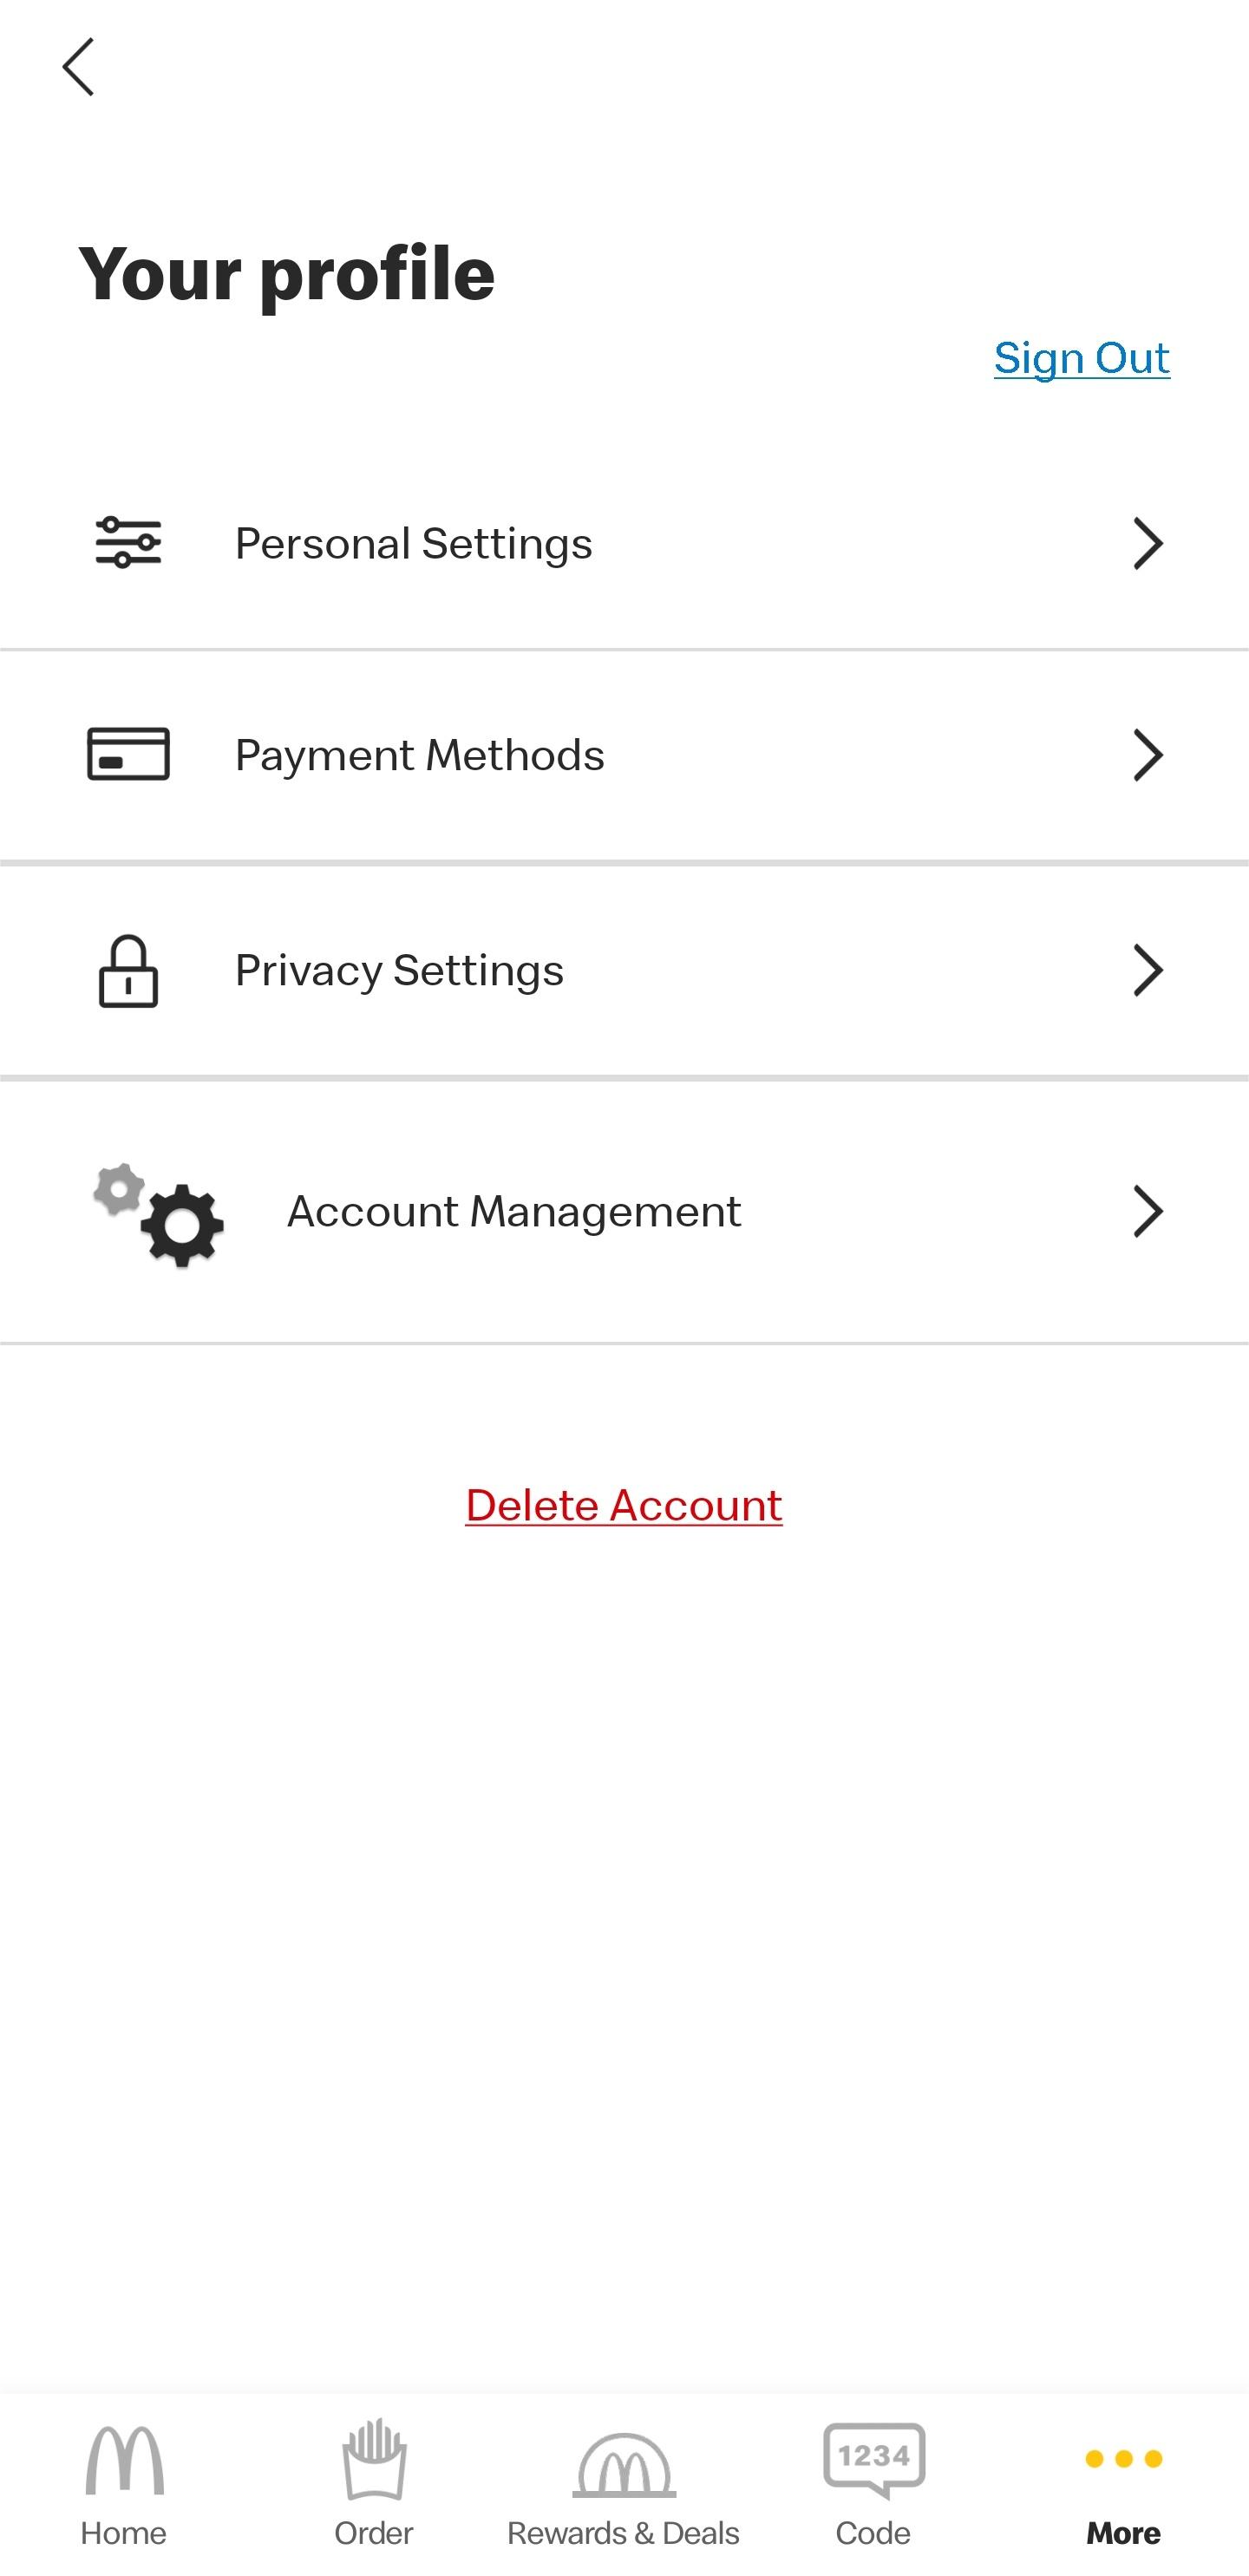 Your profile
Sign Out
Personal Settings
Payment Methods
Privacy Settings
Account Management
Delete Account
1234
Home
Order
Rewards & Deals
Code
More